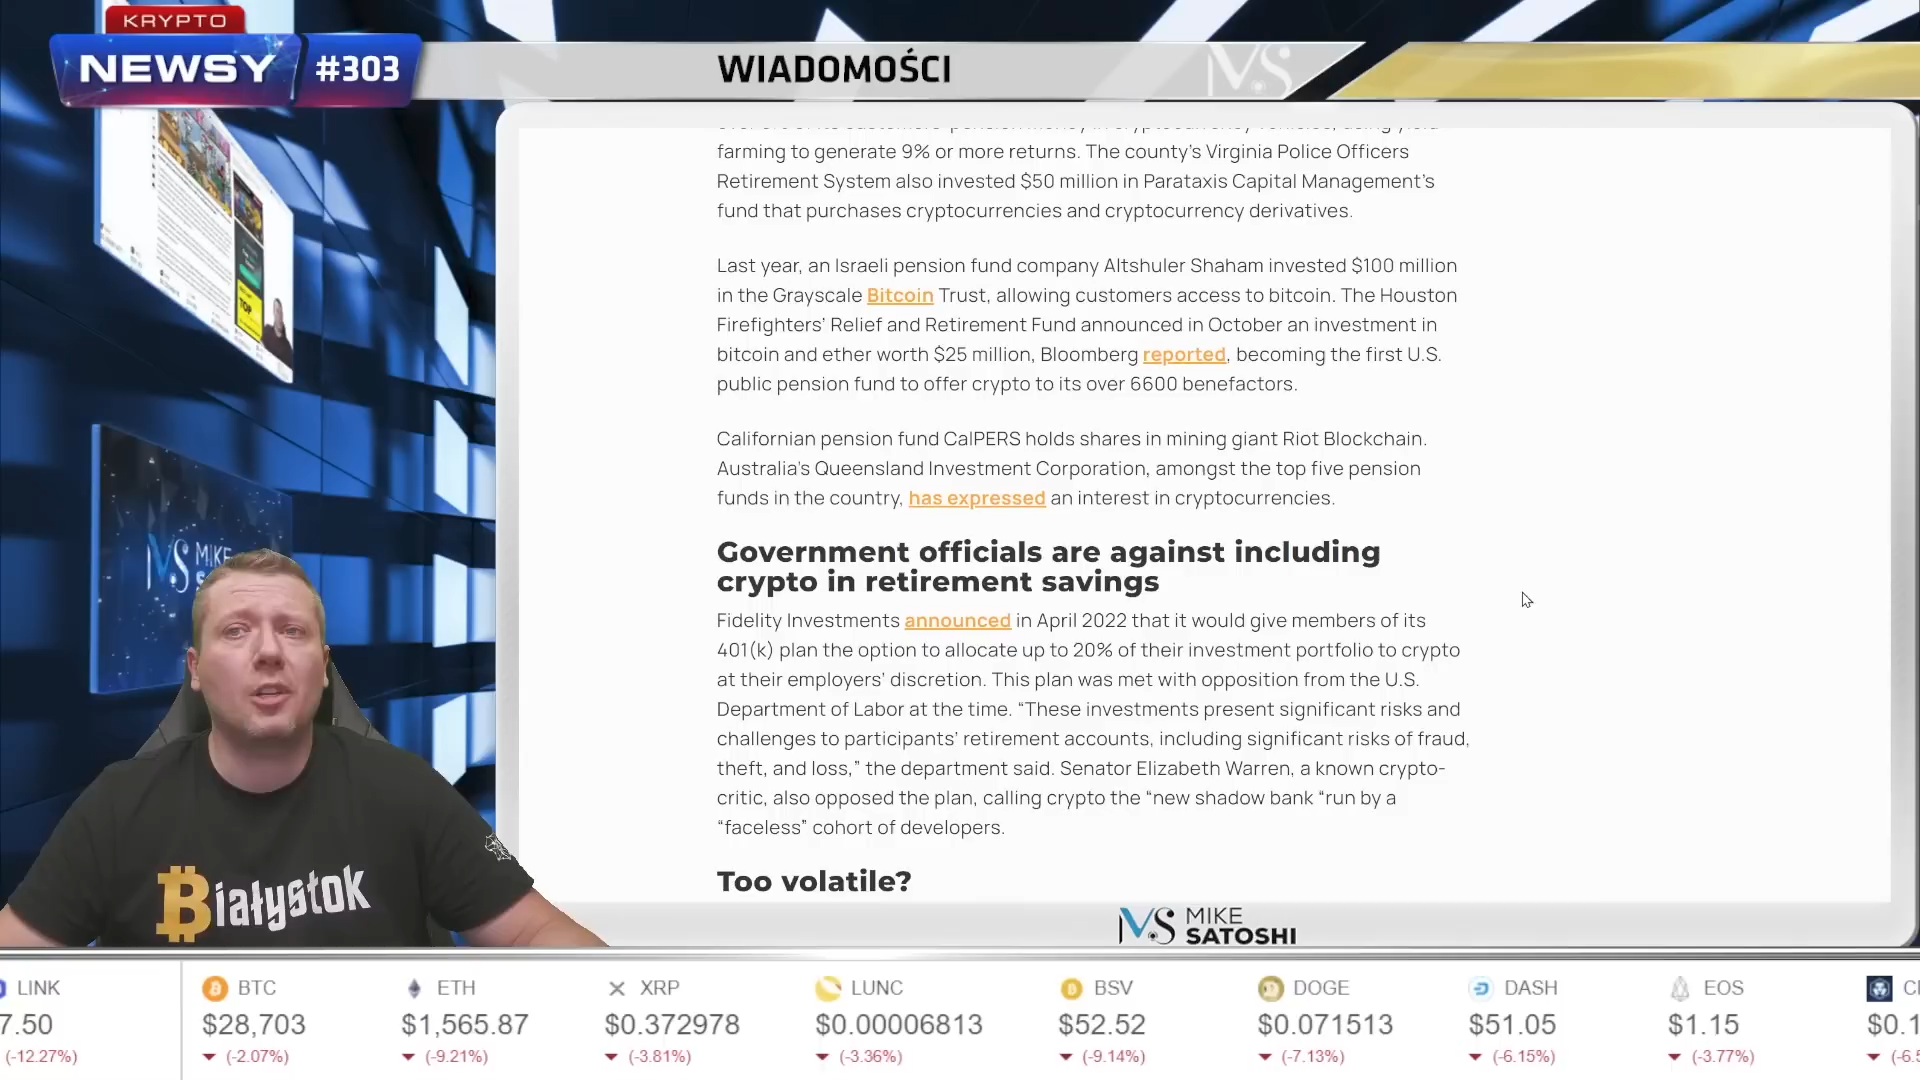 KRYPTO
NEWSY #303
WIADOMOŚCI
farming to generate 9% or more returns. The county's Virginia Police Officers
Retirement System also invested $50 million in Parataxis Capital Management's
fund that purchases cryptocurrencies and cryptocurrency derivatives.
Last year, an Israeli pension fund company Altshuler Shaham invested $100 million
in the Grayscale Bitcoin Trust, allowing customers access to bitcoin. The Houston
Firefighters' Relief and Retirement Fund announced in October an investment in
bitcoin and ether worth $25 million, Bloomberg reported, becoming the first U.S.
public pension fund to offer crypto to its over 6600 benefactors.
Californian pension fund CalPERS holds shares in mining giant Riot Blockchain.
Australia's Queensland Investment Corporation, amongst the top five pension
funds in the country, has expressed an interest in cryptocurrencies.
Government officials are against including
crypto in retirement savings
Fidelity Investments announced in April 2022 that it would give members of its
401(k) plan the option to allocate up to 20% of their investment portfolio to crypto
at their employers' discretion. This plan was met with opposition from the U.S.
Department of Labor at the time. “These investments present significant risks and
challenges to participants' retirement accounts, including significant risks of fraud,
theft, and loss,” the department said. Senator Elizabeth Warren, a known crypto-
critic, also opposed the plan, calling crypto the “new shadow bank “run by a
“faceless” cohort of developers.
Too volatile?
MS MIKE
SATOSHI
MS MIKE
Białystok
TOP
LINK BTC ETH XRP LUNC BSV DOGE DASH EOS
7.50 $28,703 $1,565.87 $0.372978 $0.00006813 $52.52 $0.071513 $51.05 $1.15 $0.1
(-12.27%) (-2.07%) (-9.21%) (-3.81%) (-3.36%) (-9.14%) (-7.13%) (-6.15%) (-3.77%) (-6.5